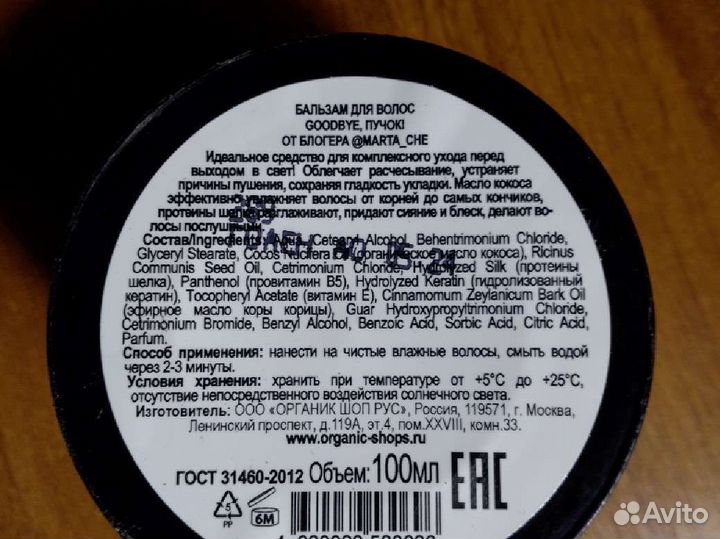 БАЛЬЗАМ ДЛЯ ВОЛОС
GOODBYE, ПУЧОК!
ОТ БЛОГЕРА @MARTA_CHE
Идеальное средство для комплексного ухода перед
выходом в свет! Облегчает расчесывание, устраняет
причины пушения, сохраняя гладкость укладки. Масло кокоса
эффективно увлажняет волосы от корней до самых кончиков,
протеины шелка разглаживают, придают сияние и блеск, делают во-
лосы послушными.
Состав/Ingredients: Aqua, Cetearyl Alcohol, Behentrimonium Chloride,
Glyceryl Stearate, Cocos Nucifera Oil (органическое масло кокоса), Ricinus
Communis Seed Oil, Cetrimonium Chloride, Hydrolyzed Silk (протеины
шелка), Panthenol (провитамин B5), Hydrolyzed Keratin (гидролизованный
кератин), Tocopheryl Acetate (витамин Е), Cinnamomum Zeylanicum Bark Oil
(эфирное масло коры корицы), Guar Hydroxypropyltrimonium Chloride,
Cetrimonium Bromide, Benzyl Alcohol, Benzoic Acid, Sorbic Acid, Citric Acid,
Parfum.
Способ применения: нанести на чистые влажные волосы, смыть водой
через 2-3 минуты.
Условия хранения: хранить при температуре от +5°С до +25°С,
отсутствие непосредственного воздействия солнечного света.
Изготовитель: ООО «ОРГАНИК ШОП РУС», Россия, 119571, г. Москва,
Ленинский проспект, д.119А, эт.4, пом.XXVIII, комн.33.
www.organic-shops.ru
ГОСТ 31460-2012 Объем: 100мл EAC
5
PP
6M
Avito